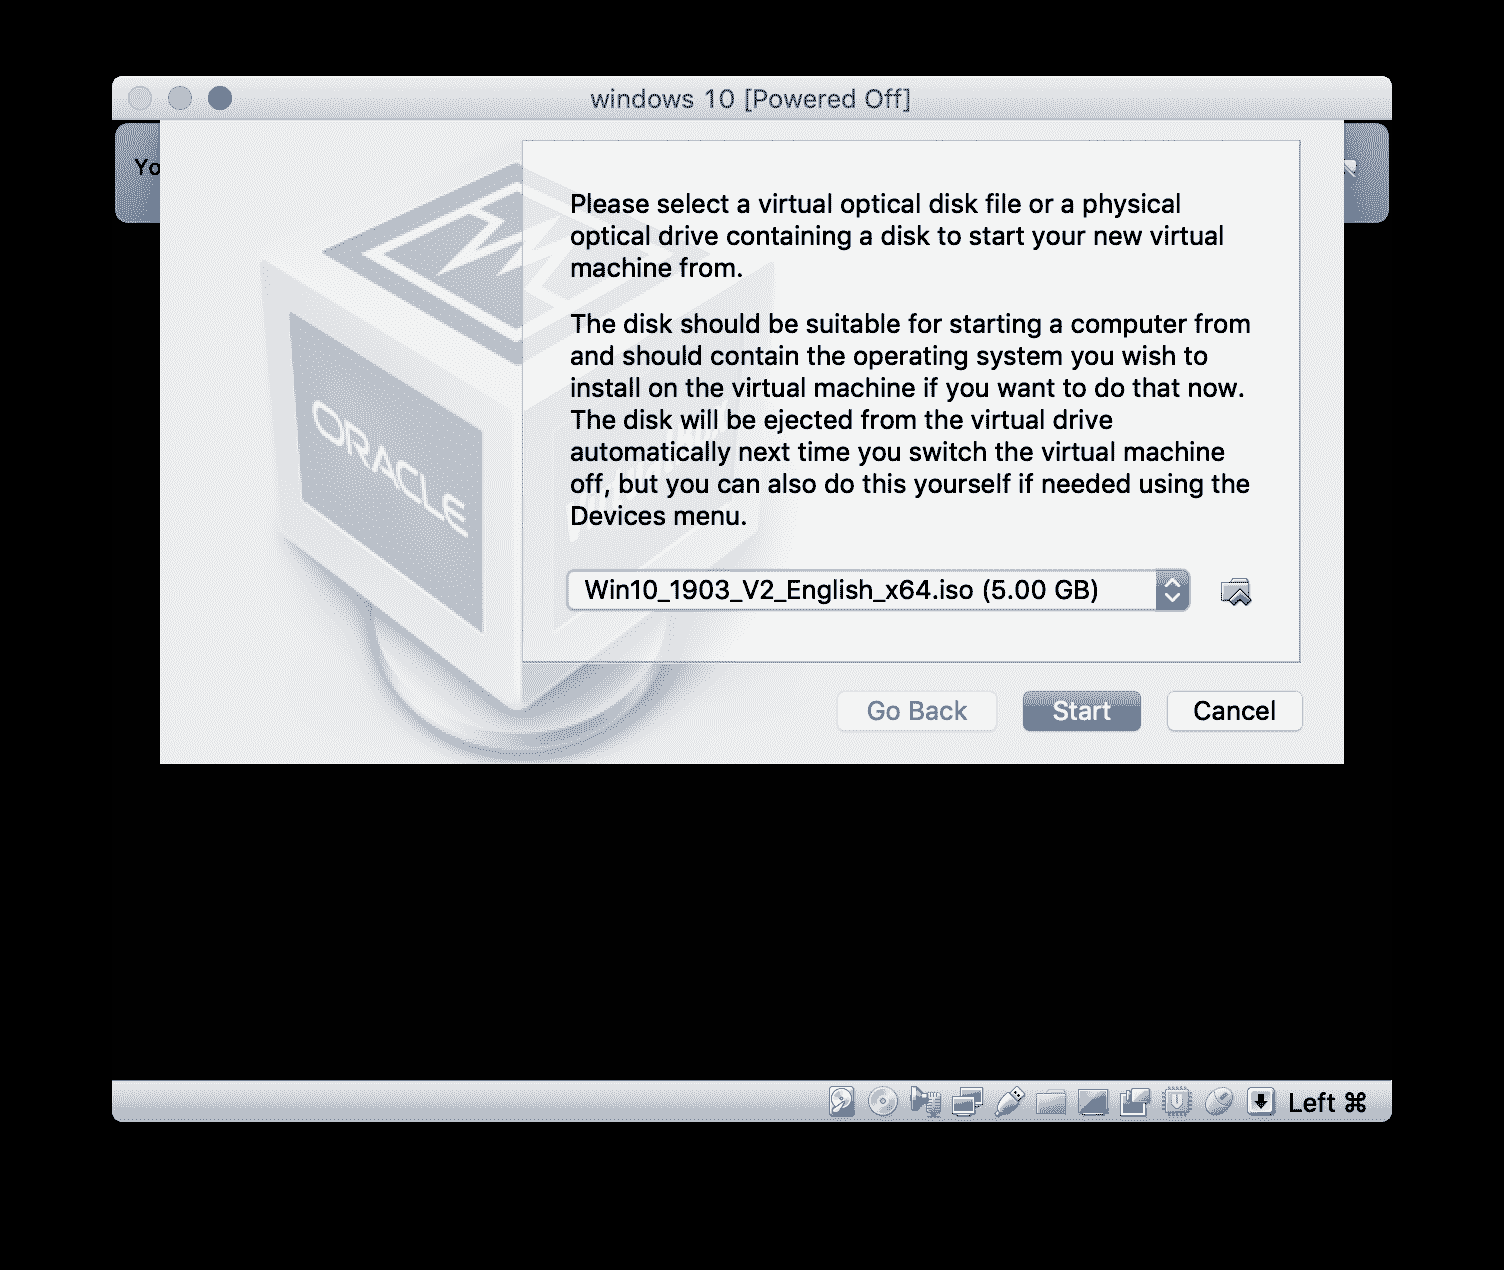 windows 10 [Powered Off]
Yo
Please select a virtual optical disk file or a physical
optical drive containing a disk to start your new virtual
machine from.
The disk should be suitable for starting a computer from
and should contain the operating system you wish to
install on the virtual machine if you want to do that now.
The disk will be ejected from the virtual drive
automatically next time you switch the virtual machine
off, but you can also do this yourself if needed using the
Devices menu.
ORACLE
Win10_1903_V2_English_x64.iso (5.00 GB)
Go Back
Start
Cancel
Left ⌘